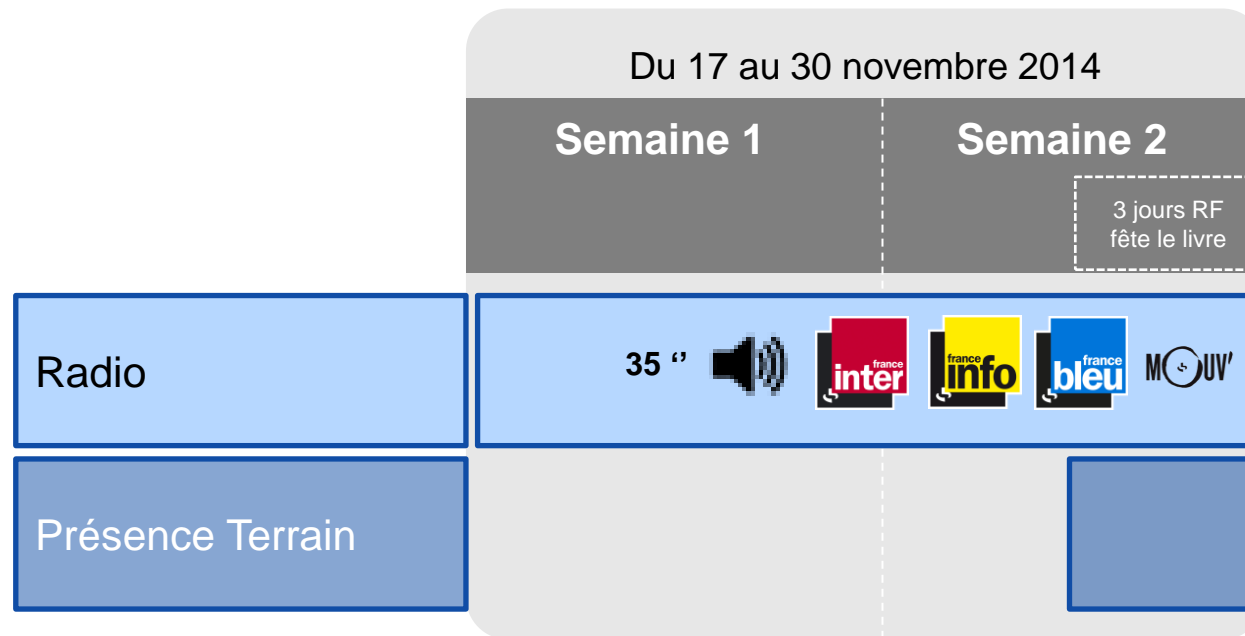 Du 17 au 30 novembre 2014
Semaine 1
Semaine 2
3 jours RF
fête le livre
Radio
35 ‘’
france
inter
france
info
france
bleu
MOUV'
Présence Terrain